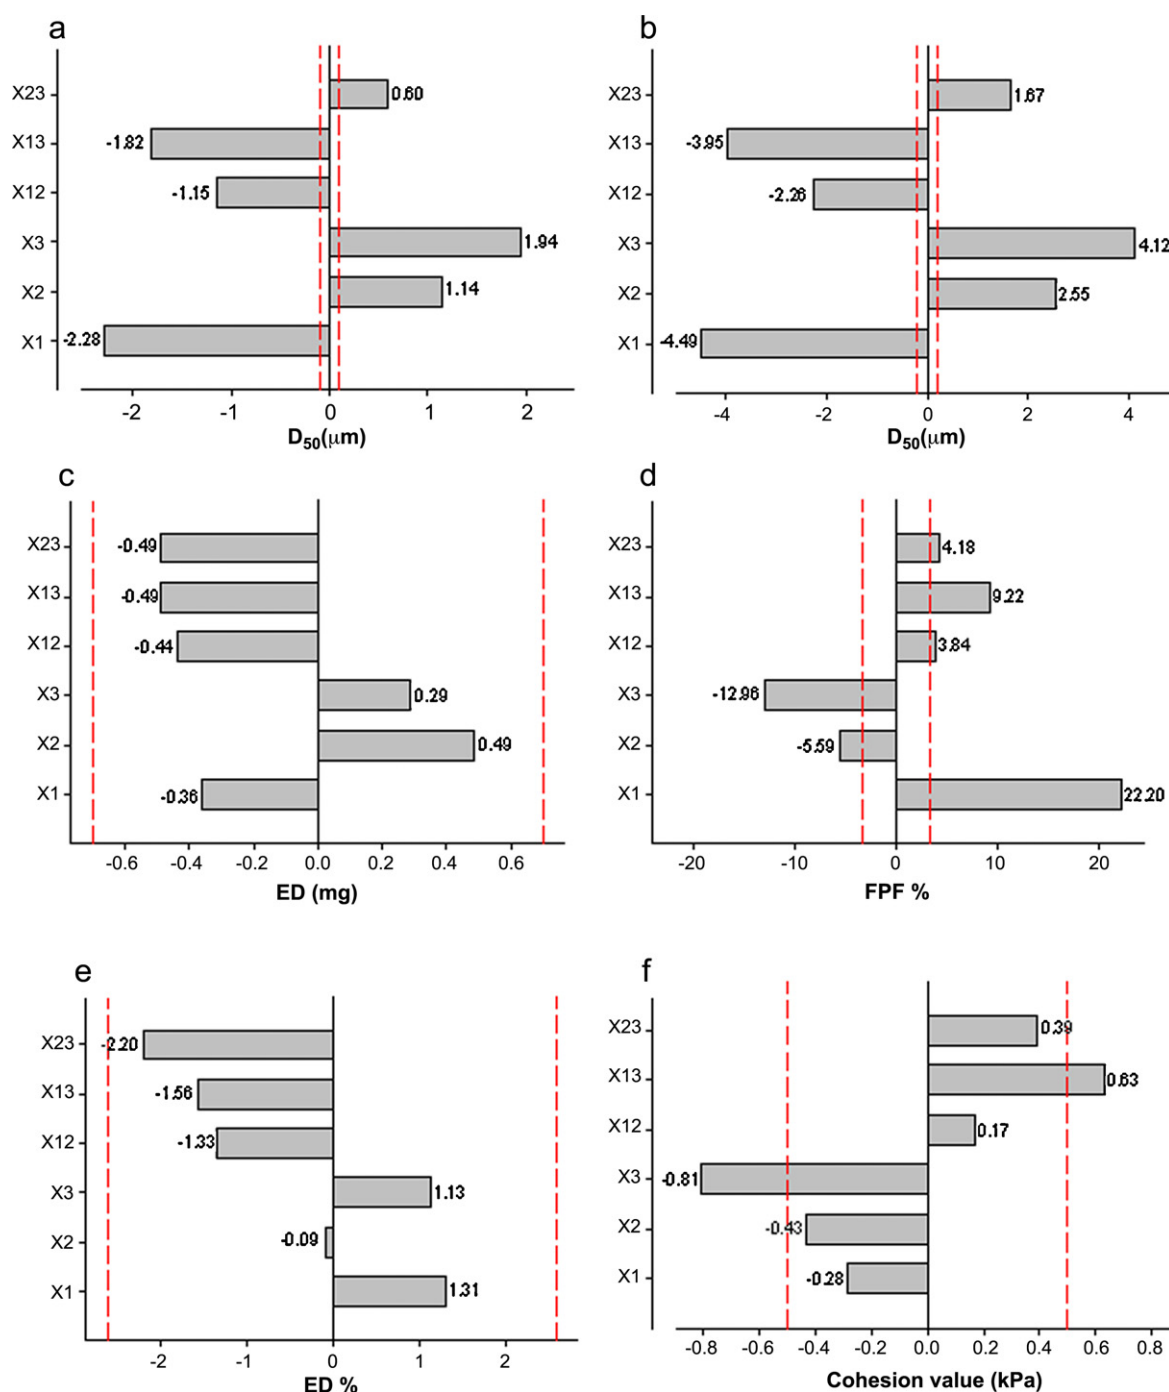 a
X23
0.60
X13
-1.82
X12
-1.15
X3
1.94
X2
1.14
X1
-2.28
-2 -1 0 1 2
D₅₀(μm)
b
X23
1.67
X13
-3.95
X12
-2.26
X3
4.12
X2
2.55
X1
-4.49
-4 -2 0 2 4
D₅₀(μm)
c
X23
-0.49
X13
-0.49
X12
-0.44
X3
0.29
X2
0.49
X1
-0.36
-0.6 -0.4 -0.2 0.0 0.2 0.4 0.6
ED (mg)
d
X23
4.18
X13
9.22
X12
3.84
X3
-12.96
X2
-5.59
X1
22.20
-20 -10 0 10 20
FPF %
e
X23
-2.20
X13
-1.56
X12
-1.33
X3
1.13
X2
-0.09
X1
1.31
-2 -1 0 1 2
ED %
f
X23
0.39
X13
0.63
X12
0.17
X3
-0.81
X2
-0.43
X1
-0.28
-0.8 -0.6 -0.4 -0.2 0.0 0.2 0.4 0.6 0.8
Cohesion value (kPa)